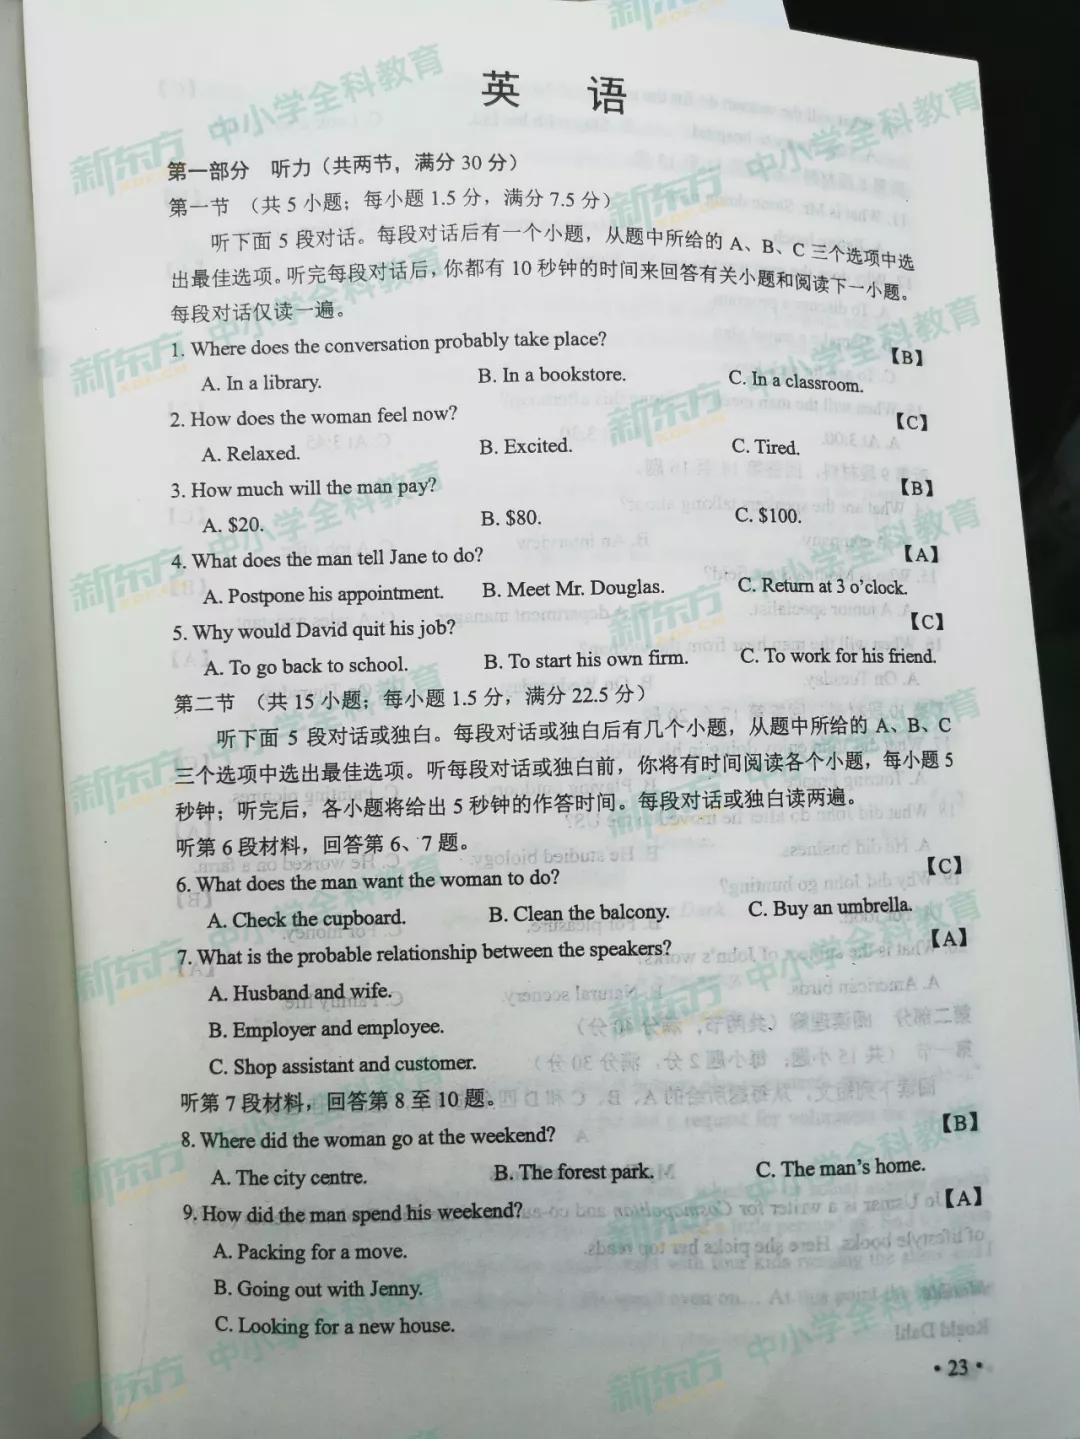 英 语
第一部分 听力（共两节，满分 30 分）
第一节 （共 5 小题；每小题 1.5 分，满分 7.5 分）
听下面 5 段对话。每段对话后有一个小题，从题中所给的 A、B、C 三个选项中选
出最佳选项。听完每段对话后，你都有 10 秒钟的时间来回答有关小题和阅读下一小题。
每段对话仅读一遍。
1. Where does the conversation probably take place? 【B】
A. In a library. B. In a bookstore. C. In a classroom.
2. How does the woman feel now? 【C】
A. Relaxed. B. Excited. C. Tired.
3. How much will the man pay? 【B】
A. $20. B. $80. C. $100.
4. What does the man tell Jane to do? 【A】
A. Postpone his appointment. B. Meet Mr. Douglas. C. Return at 3 o'clock.
5. Why would David quit his job? 【C】
A. To go back to school. B. To start his own firm. C. To work for his friend.
第二节 （共 15 小题；每小题 1.5 分，满分 22.5 分）
听下面 5 段对话或独白。每段对话或独白后有几个小题，从题中所给的 A、B、C
三个选项中选出最佳选项。听每段对话或独白前，你将有时间阅读各个小题，每小题 5
秒钟；听完后，各小题将给出 5 秒钟的作答时间。每段对话或独白读两遍。
听第 6 段材料，回答第 6、7 题。
6. What does the man want the woman to do? 【C】
A. Check the cupboard. B. Clean the balcony. C. Buy an umbrella.
7. What is the probable relationship between the speakers? 【A】
A. Husband and wife.
B. Employer and employee.
C. Shop assistant and customer.
听第 7 段材料，回答第 8 至 10 题。
8. Where did the woman go at the weekend? 【B】
A. The city centre. B. The forest park. C. The man's home.
9. How did the man spend his weekend? 【A】
A. Packing for a move.
B. Going out with Jenny.
C. Looking for a new house.
·23·
新东方 中小学全科教育
XDF.CN